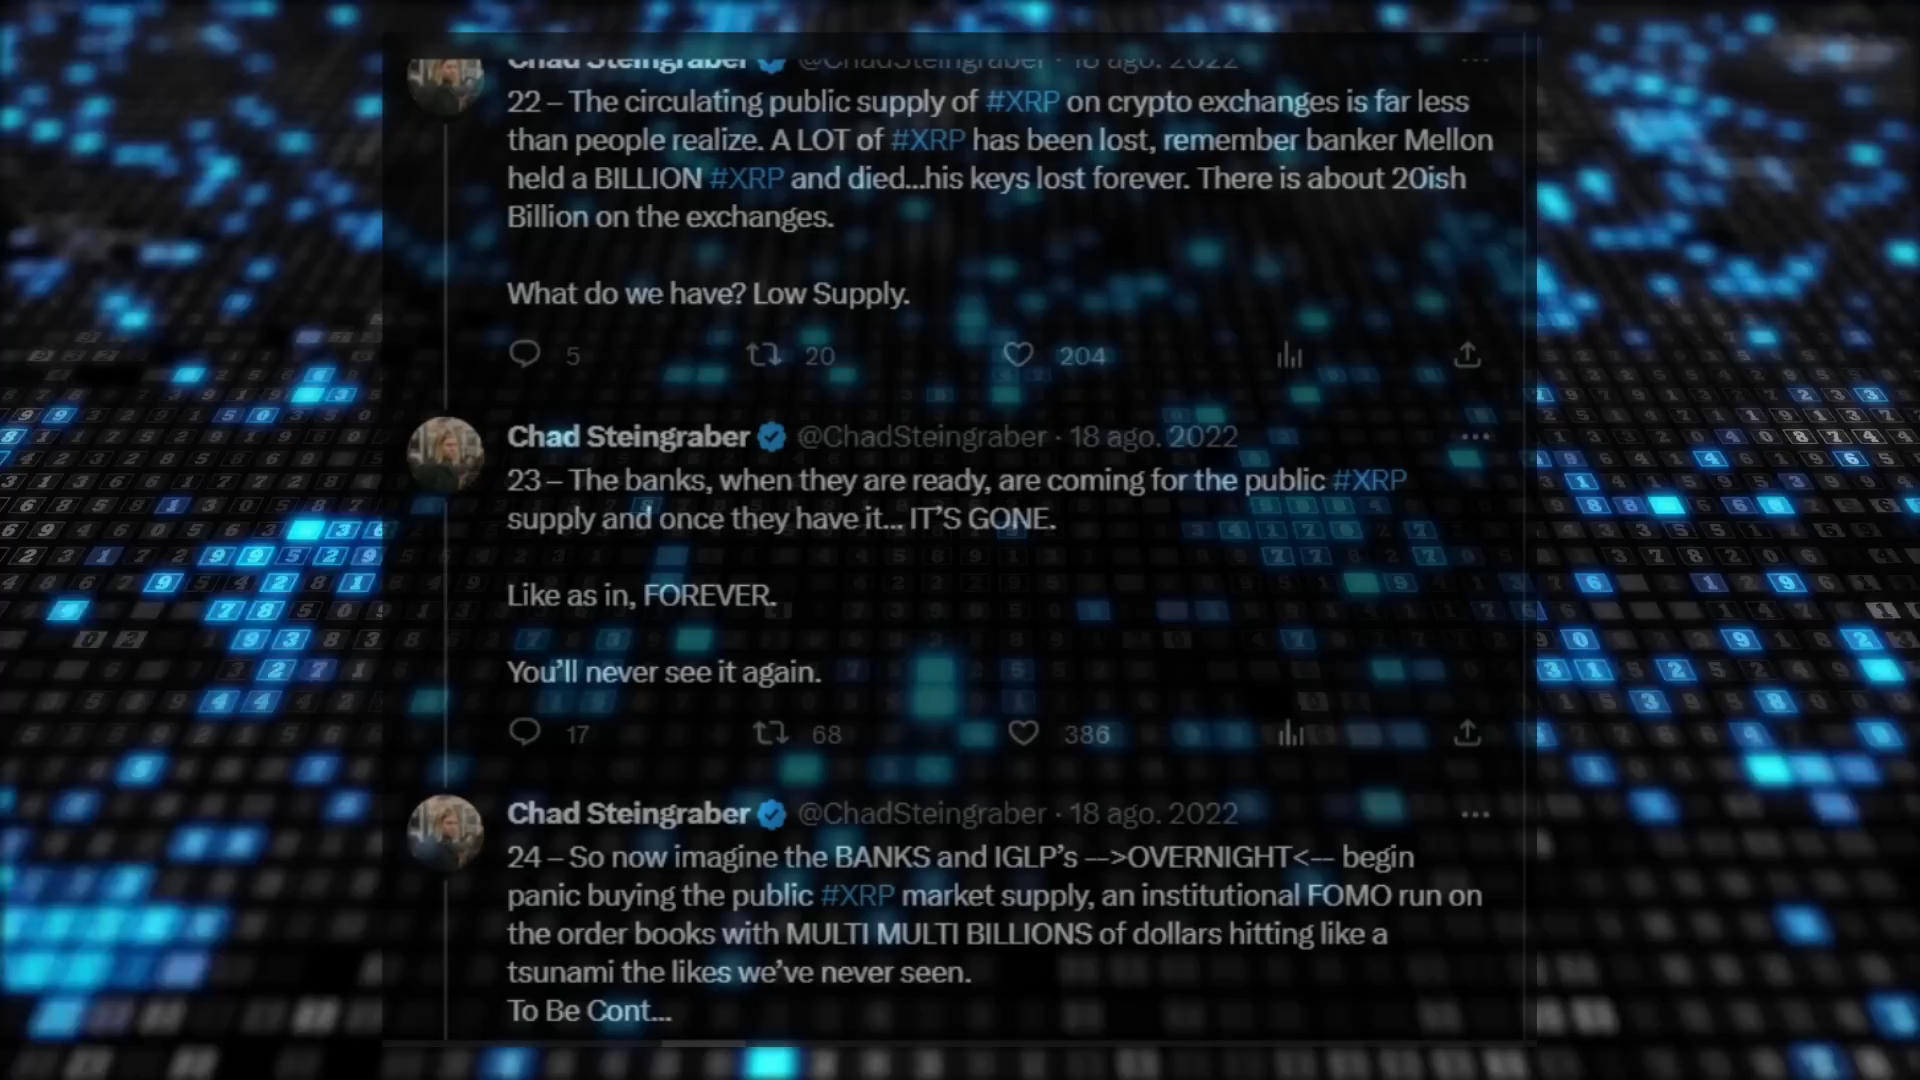 Chad Steingraber @ChadSteingraber · 18 ago. 2022
22 – The circulating public supply of #XRP on crypto exchanges is far less
than people realize. A LOT of #XRP has been lost, remember banker Mellon
held a BILLION #XRP and died...his keys lost forever. There is about 20ish
Billion on the exchanges.
What do we have? Low Supply.
5 20 204
Chad Steingraber @ChadSteingraber · 18 ago. 2022
23 – The banks, when they are ready, are coming for the public #XRP
supply and once they have it... IT’S GONE.
Like as in, FOREVER.
You’ll never see it again.
17 68 386
Chad Steingraber @ChadSteingraber · 18 ago. 2022
24 – So now imagine the BANKS and IGLP’s –->OVERNIGHT<–- begin
panic buying the public #XRP market supply, an institutional FOMO run on
the order books with MULTI MULTI BILLIONS of dollars hitting like a
tsunami the likes we’ve never seen.
To Be Cont...